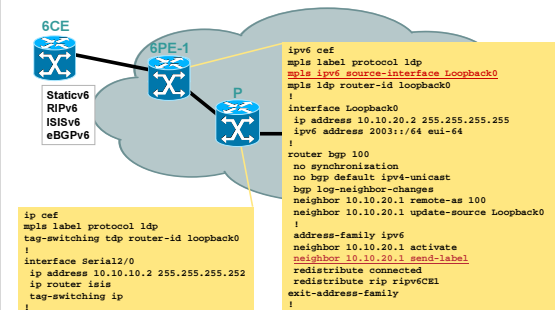 6CE
6PE-1
P
Staticv6
RIPv6
ISISv6
eBGPv6
ipv6 cef
mpls label protocol ldp
mpls ipv6 source-interface Loopback0
mpls ldp router-id loopback0
!
interface Loopback0
ip address 10.10.20.2 255.255.255.255
ipv6 address 2003::/64 eui-64
!
router bgp 100
no synchronization
no bgp default ipv4-unicast
bgp log-neighbor-changes
neighbor 10.10.20.1 remote-as 100
neighbor 10.10.20.1 update-source Loopback0
!
address-family ipv6
neighbor 10.10.20.1 activate
neighbor 10.10.20.1 send-label
redistribute connected
redistribute rip ripv6CE1
exit-address-family
!
ip cef
mpls label protocol ldp
tag-switching tdp router-id loopback0
!
interface Serial2/0
ip address 10.10.10.2 255.255.255.252
ip router isis
tag-switching ip
!